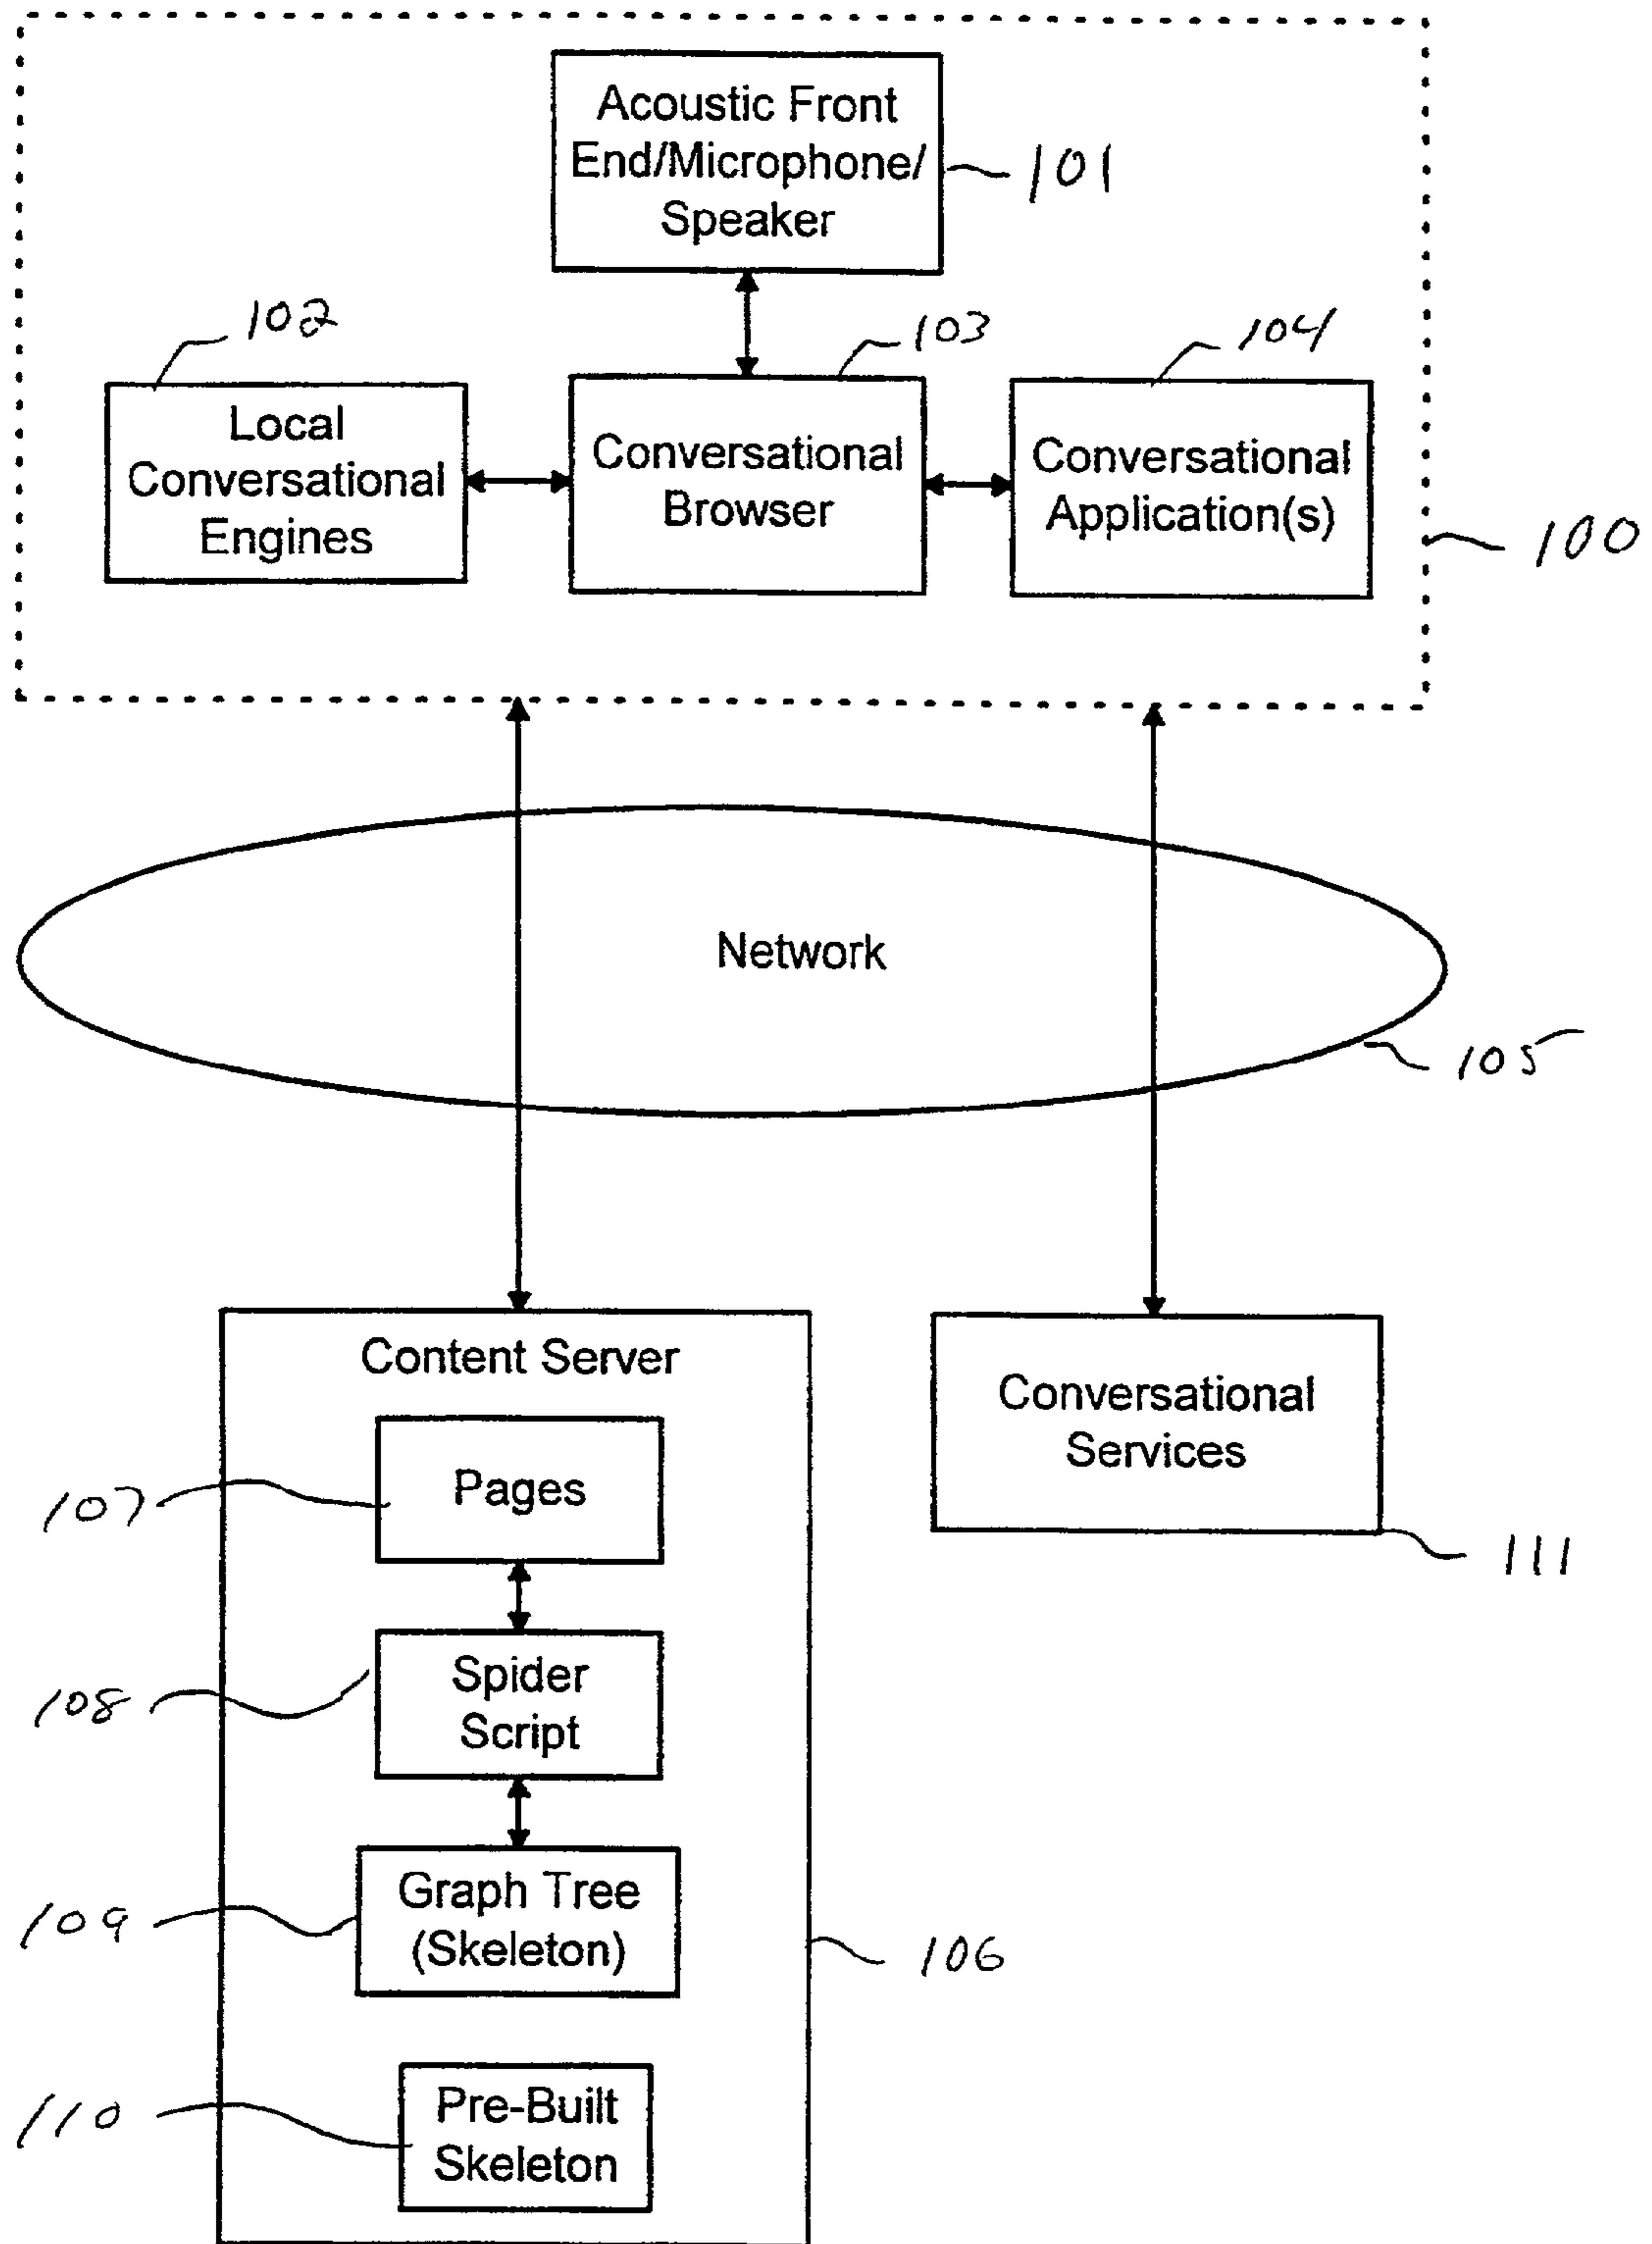 Acoustic Front
End/Microphone/
Speaker
101
102
103
104
Local
Conversational
Engines
Conversational
Browser
Conversational
Application(s)
100
Network
105
Content Server
Pages
107
Conversational
Services
111
Spider
Script
108
Graph Tree
(Skeleton)
109
106
Pre-Built
Skeleton
110